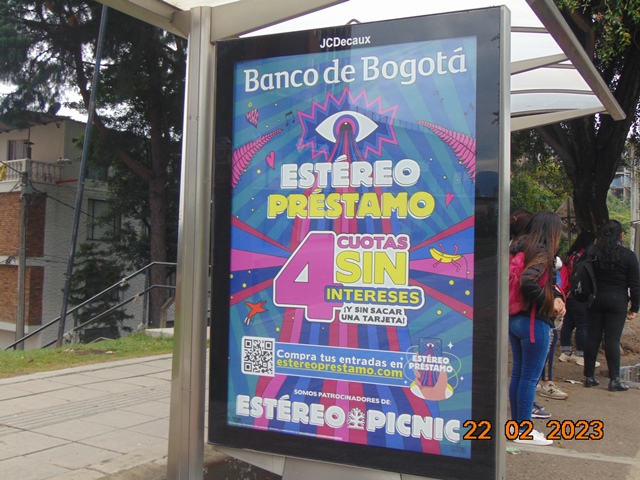 JCDecaux
Banco de Bogotá
ESTÉREO
PRÉSTAMO
4 CUOTAS
SIN
INTERESES
¡Y SIN SACAR
UNA TARJETA!
Compra tus entradas en
estereoprestamo.com
ESTÉREO
PRÉSTAMO
SOMOS PATROCINADORES DE:
ESTÉREO PICNIC
22 02 2023